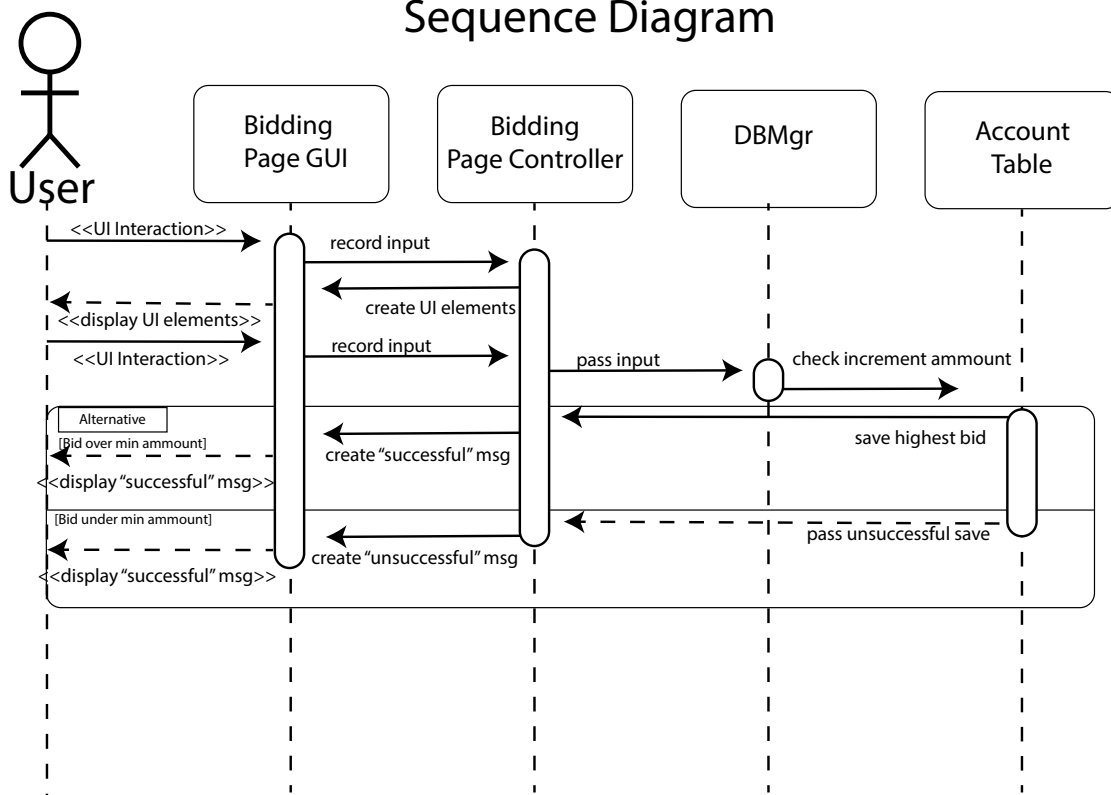 Sequence Diagram
User
Bidding
Page GUI
Bidding
Page Controller
DBMgr
Account
Table
<<UI Interaction>>
record input
create UI elements
<<display UI elements>>
<<UI Interaction>>
record input
pass input
check increment ammount
Alternative
[Bid over min ammount]
save highest bid
create “successful” msg
<<display “successful” msg>>
[Bid under min ammount]
pass unsuccessful save
create “unsuccessful” msg
<<display “successful” msg>>